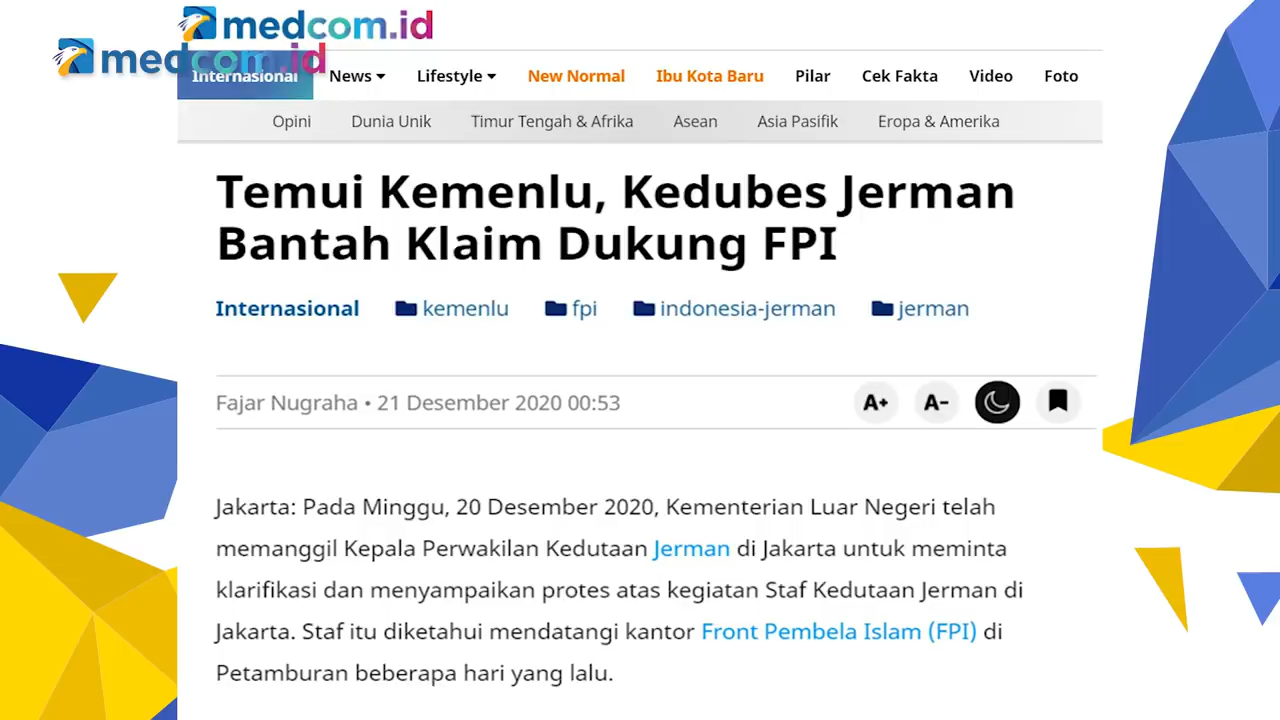 medcom.id
medcom.id
Internasional News Lifestyle New Normal Ibu Kota Baru Pilar Cek Fakta Video Foto
Opini Dunia Unik Timur Tengah & Afrika Asean Asia Pasifik Eropa & Amerika
Temui Kemenlu, Kedubes Jerman
Bantah Klaim Dukung FPI
Internasional kemenlu fpi indonesia-jerman jerman
Fajar Nugraha • 21 Desember 2020 00:53 A+ A-
Jakarta: Pada Minggu, 20 Desember 2020, Kementerian Luar Negeri telah
memanggil Kepala Perwakilan Kedutaan Jerman di Jakarta untuk meminta
klarifikasi dan menyampaikan protes atas kegiatan Staf Kedutaan Jerman di
Jakarta. Staf itu diketahui mendatangi kantor Front Pembela Islam (FPI) di
Petamburan beberapa hari yang lalu.